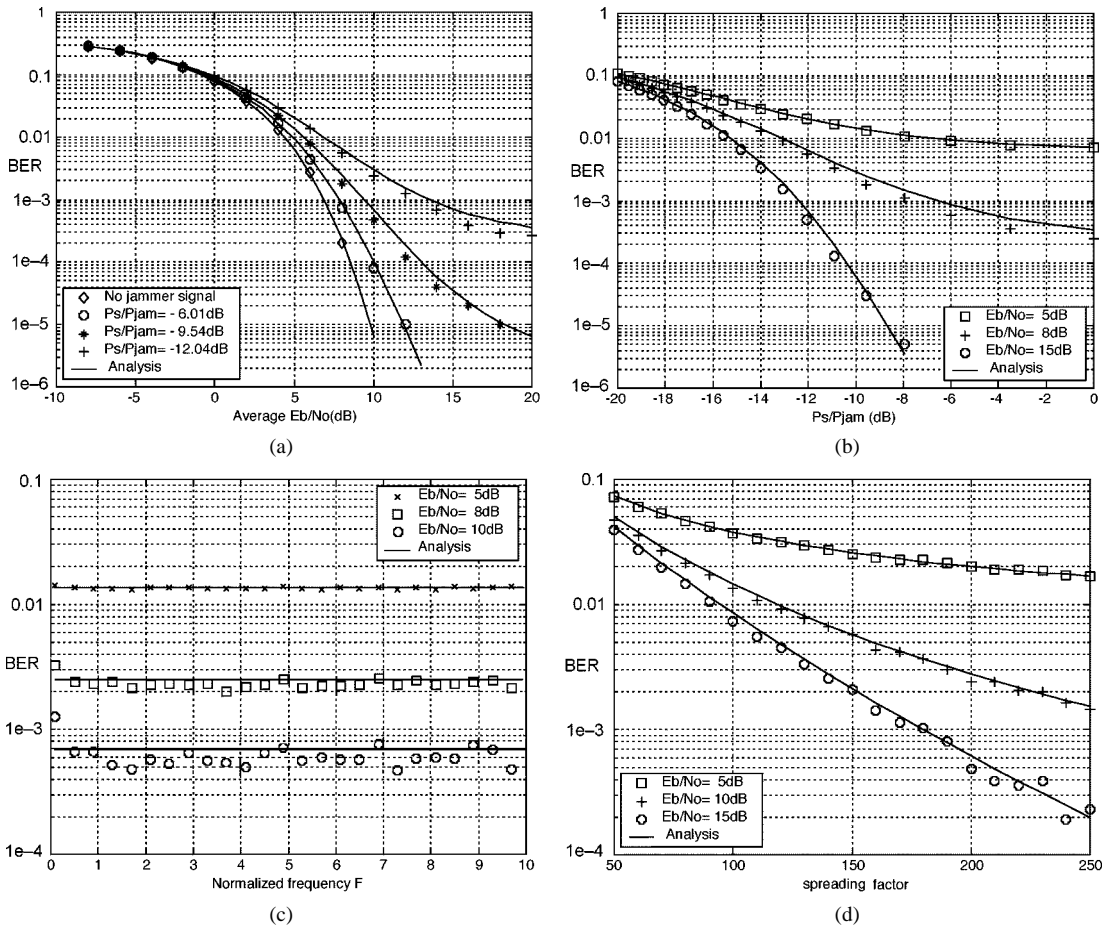 1
0.1
0.01
BER
1e-3
1e-4
1e-5
1e-6
-10 -5 0 5 10 15 20
Average Eb/No(dB)
No jammer signal
Ps/Pjam= - 6.01dB
Ps/Pjam= - 9.54dB
Ps/Pjam= -12.04dB
Analysis
(a)
1
0.1
0.01
BER
1e-3
1e-4
1e-5
1e-6
-20 -18 -16 -14 -12 -10 -8 -6 -4 -2 0
Ps/Pjam (dB)
Eb/No= 5dB
Eb/No= 8dB
Eb/No= 15dB
Analysis
(b)
0.1
0.01
BER
1e-3
1e-4
0 1 2 3 4 5 6 7 8 9 10
Normalized frequency F
Eb/No= 5dB
Eb/No= 8dB
Eb/No= 10dB
Analysis
(c)
0.1
0.01
BER
1e-3
1e-4
50 100 150 200 250
spreading factor
Eb/No= 5dB
Eb/No= 10dB
Eb/No= 15dB
Analysis
(d)